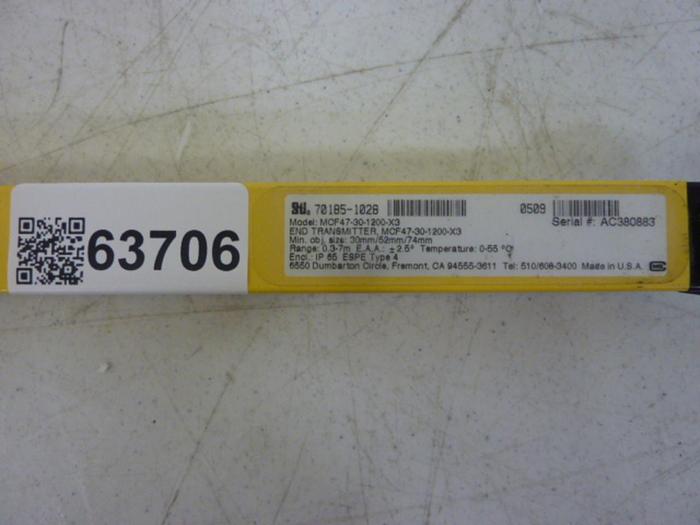 63706
STI 70185-1028 0509
Model: MCF47-30-1200-X3 Serial #: AC380883
END TRANSMITTER, MCF47-30-1200-X3
Min. obj. size: 30mm/52mm/74mm
Range: 0.3-7m E.A.A.: ± 2.5° Temperature: 0-55 °C
Encl.: IP 65 ESPE Type 4
6550 Dumbarton Circle, Fremont, CA 94555-3611 Tel: 510/608-3400 Made in U.S.A.